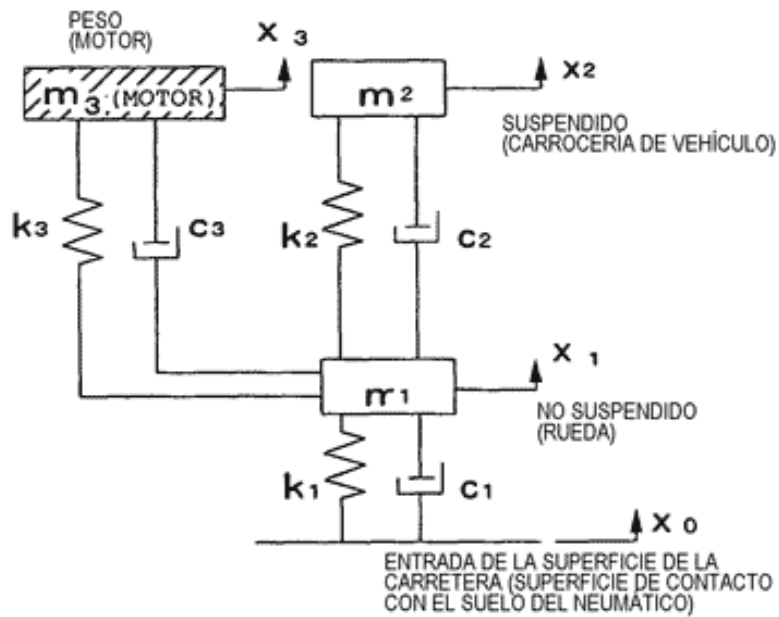 PESO
(MOTOR)
x 3
x2
m3 (MOTOR)
m2
SUSPENDIDO
(CARROCERÍA DE VEHÍCULO)
k3
c3
k2
c2
x 1
m1
NO SUSPENDIDO
(RUEDA)
k1
c1
x 0
ENTRADA DE LA SUPERFICIE DE LA
CARRETERA (SUPERFICIE DE CONTACTO
CON EL SUELO DEL NEUMÁTICO)